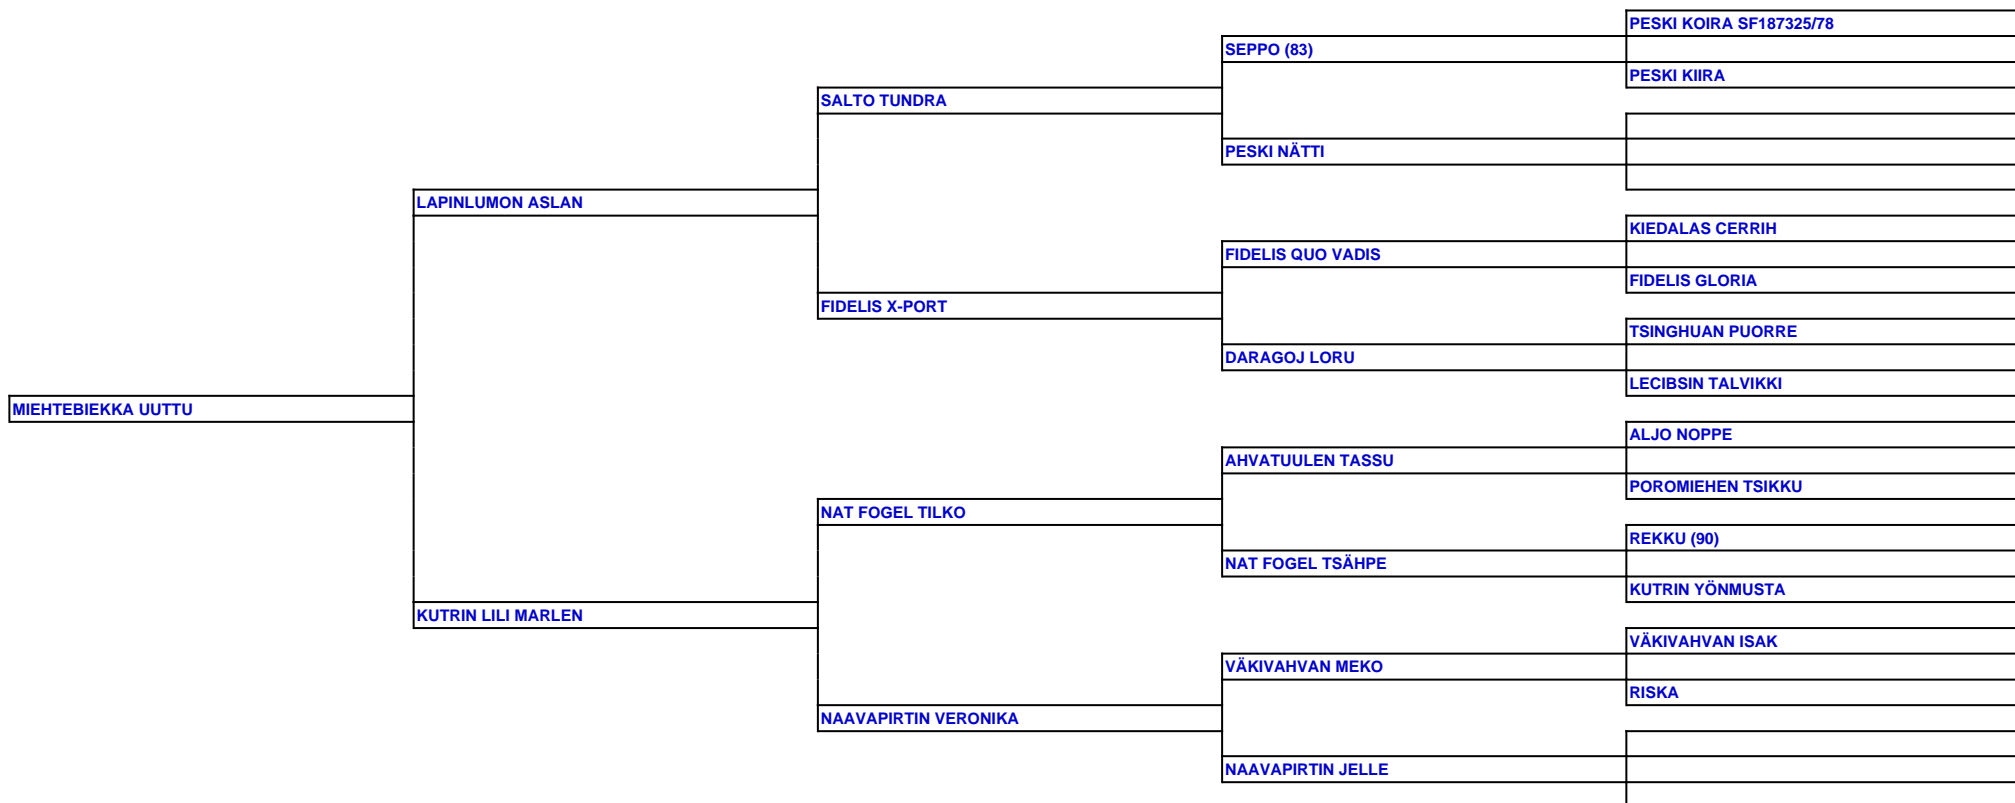 PESKI KOIRA SF187325/78
SEPPO (83)
PESKI KIIRA
SALTO TUNDRA
PESKI NÄTTI
LAPINLUMON ASLAN
KIEDALAS CERRIH
FIDELIS QUO VADIS
FIDELIS GLORIA
FIDELIS X-PORT
TSINGHUAN PUORRE
DARAGOJ LORU
LECIBSIN TALVIKKI
MIEHTEBIEKKA UUTTU
ALJO NOPPE
AHVATUULEN TASSU
POROMIEHEN TSIKKU
NAT FOGEL TILKO
REKKU (90)
NAT FOGEL TSÄHPE
KUTRIN YÖNMUSTA
KUTRIN LILI MARLEN
VÄKIVAHVAN ISAK
VÄKIVAHVAN MEKO
RISKA
NAAVAPIRTIN VERONIKA
NAAVAPIRTIN JELLE